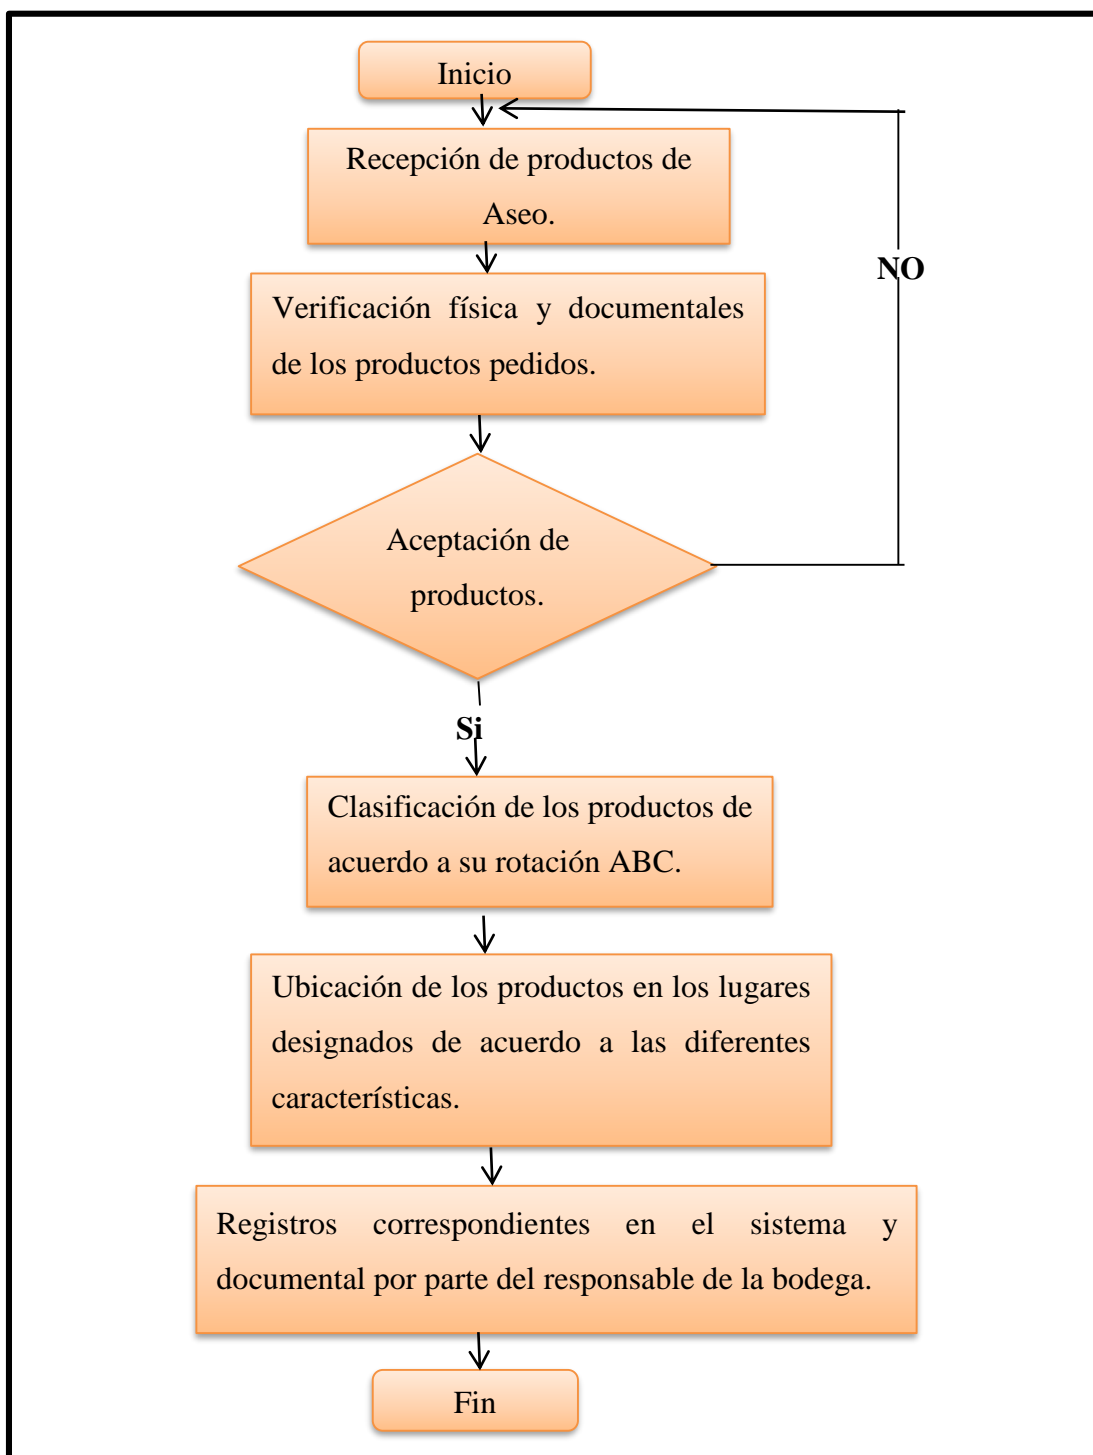 Inicio
Recepción de productos de
Aseo.
NO
Verificación física y documentales
de los productos pedidos.
Aceptación de
productos.
Si
Clasificación de los productos de
acuerdo a su rotación ABC.
Ubicación de los productos en los lugares
designados de acuerdo a las diferentes
características.
Registros correspondientes en el sistema y
documental por parte del responsable de la bodega.
Fin